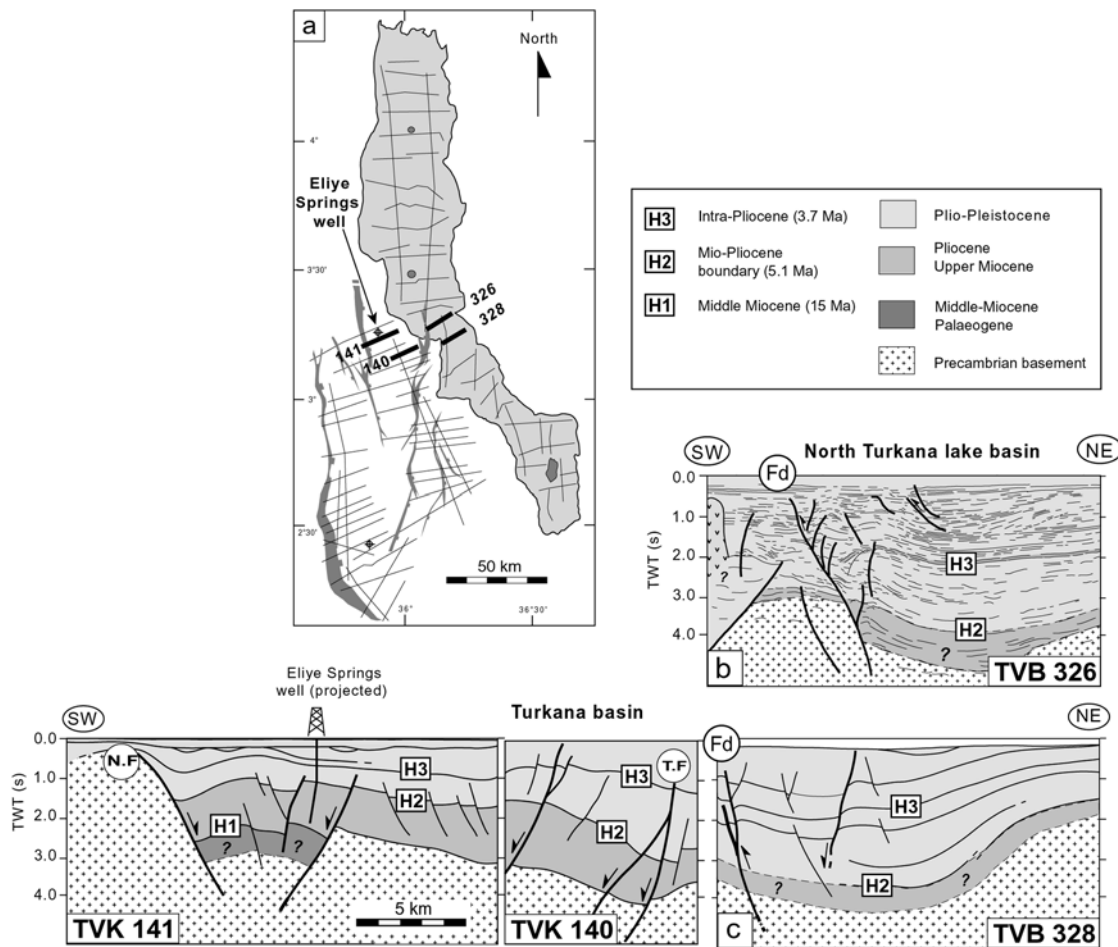 a
North
4°
Eliye
Springs
well
3°30'
326
328
141
140
3°
2°30'
50 km
36°
36°30'
H3 Intra-Pliocene (3.7 Ma)
H2 Mio-Pliocene
boundary (5.1 Ma)
H1 Middle Miocene (15 Ma)
Plio-Pleistocene
Pliocene
Upper Miocene
Middle-Miocene
Palaeogene
Precambrian basement
SW North Turkana lake basin NE
Fd
0.0
1.0
2.0
3.0
4.0
TWT (s)
H3
H2
?
?
b
TVB 326
Eliye Springs
well (projected)
SW Turkana basin NE
0.0
1.0
2.0
3.0
4.0
TWT (s)
N.F
H3
H2
H1
?
?
5 km
TVK 141
H3
T.F
H2
TVK 140
Fd
H3
H2
?
?
c
TVB 328